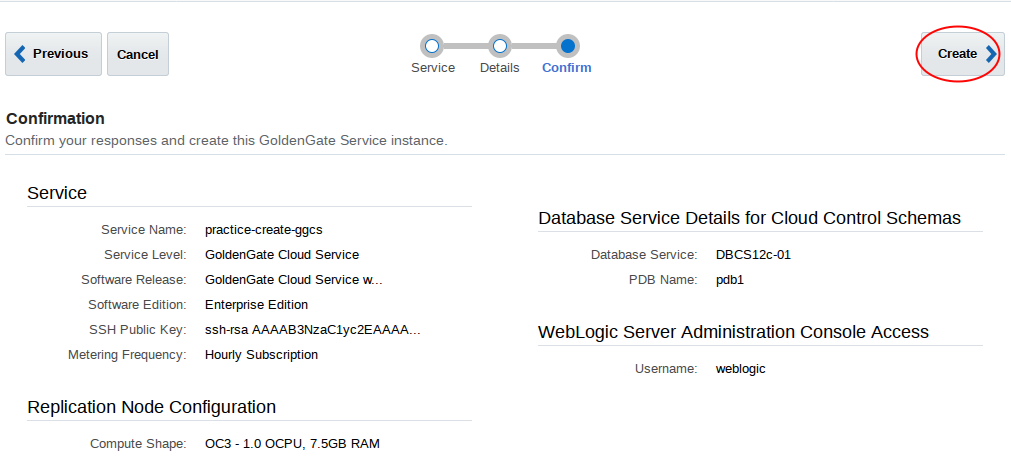 Previous
Cancel
Service
Details
Confirm
Create
Confirmation
Confirm your responses and create this GoldenGate Service instance.
Service
Service Name: practice-create-ggcs
Service Level: GoldenGate Cloud Service
Software Release: GoldenGate Cloud Service w...
Software Edition: Enterprise Edition
SSH Public Key: ssh-rsa AAAAB3NzaC1yc2EAAAA...
Metering Frequency: Hourly Subscription
Replication Node Configuration
Compute Shape: OC3 - 1.0 OCPU, 7.5GB RAM
Database Service Details for Cloud Control Schemas
Database Service: DBCS12c-01
PDB Name: pdb1
WebLogic Server Administration Console Access
Username: weblogic